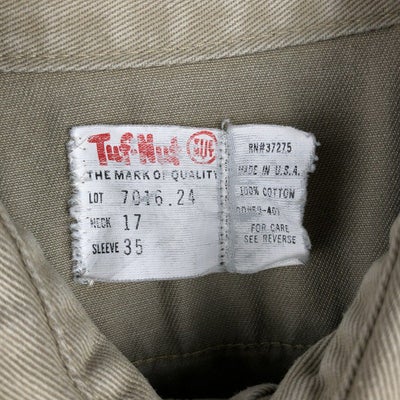 Tuf-Nut NUT
THE MARK OF QUALITY
LOT 7016.24
NECK 17
SLEEVE 35
RN#37275
MADE IN U.S.A.
100% COTTON
FOR CARE
SEE REVERSE